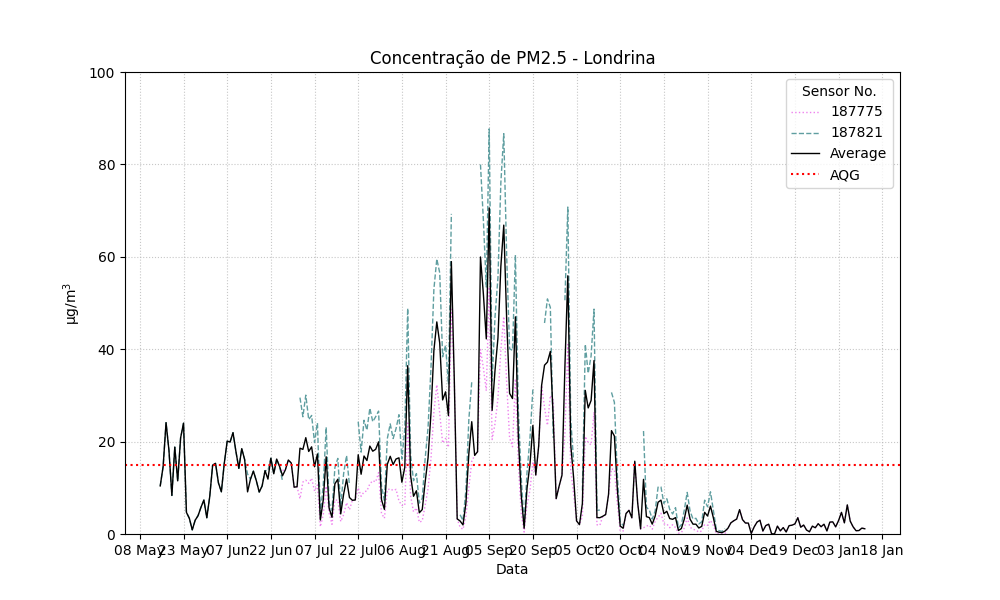 Concentração de PM2.5 - Londrina
100
80
60
40
20
0
µg/m³
Sensor No.
187775
187821
Average
AQG
08 May 23 May 07 Jun 22 Jun 07 Jul 22 Jul 06 Aug 21 Aug 05 Sep 20 Sep 05 Oct 20 Oct 04 Nov 19 Nov 04 Dec 19 Dec 03 Jan 18 Jan
Data